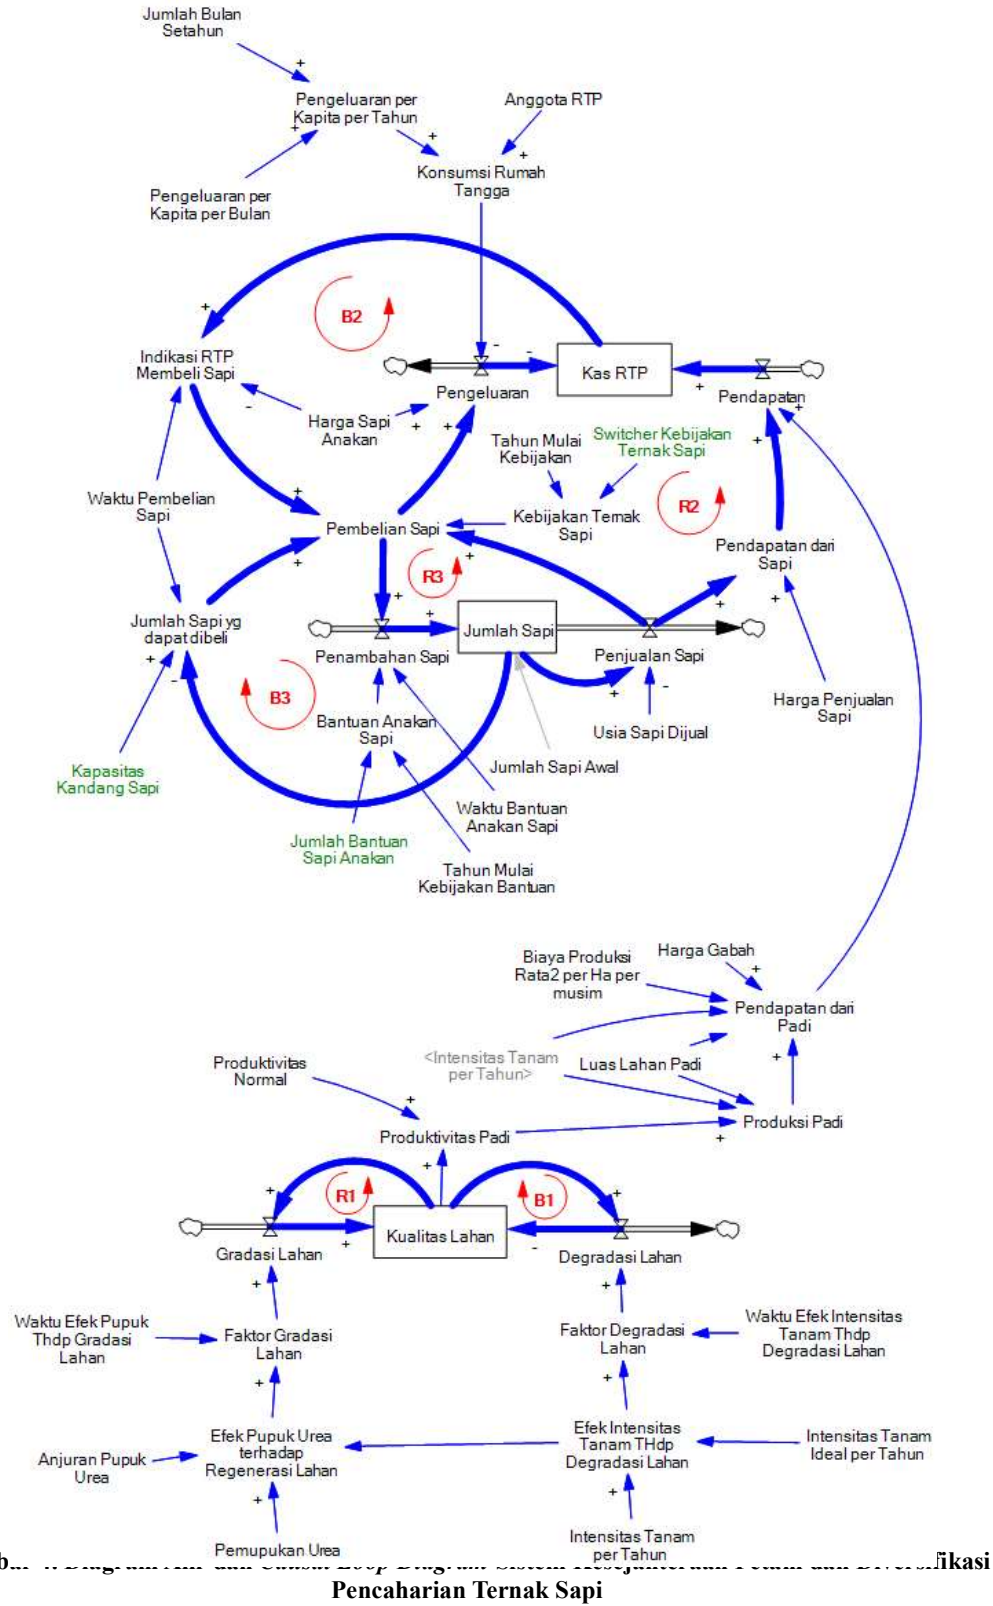 Jumlah Bulan
Setahun
+
Pengeluaran per
Kapita per Tahun
+
+
Anggota RTP
+
Konsumsi Rumah
Tangga
Pengeluaran per
Kapita per Bulan
B2
+
Indikasi RTP
Membeli Sapi
-
-
-
Kas RTP
Pengeluaran
+
Pendapatan
+
Harga Sapi
Anakan
+
+
Tahun Mulai
Kebijakan
Switcher Kebijakan
Ternak Sapi
+
R2
Waktu Pembelian
Sapi
+
Pembelian Sapi
Kebijakan Ternak
Sapi
Pendapatan dari
Sapi
+
+
R3
+
+
+
+
Jumlah Sapi yg
dapat dibeli
Jumlah Sapi
Penambahan Sapi
Penjualan Sapi
+
-
B3
+
-
Harga Penjualan
Sapi
Bantuan Anakan
Sapi
Usia Sapi Dijual
Kapasitas
Kandang Sapi
Jumlah Sapi Awal
Waktu Bantuan
Anakan Sapi
Jumlah Bantuan
Sapi Anakan
Tahun Mulai
Kebijakan Bantuan
Biaya Produksi
Rata2 per Ha per
musim
Harga Gabah
+
Pendapatan dari
Padi
+
<Intensitas Tanam
per Tahun>
Luas Lahan Padi
Produktivitas
Normal
+
Produktivitas Padi
Produksi Padi
+
+
R1
B1
+
+
Kualitas Lahan
+
-
Gradasi Lahan
Degradasi Lahan
+
+
Waktu Efek Pupuk
Thdp Gradasi
Lahan
Faktor Gradasi
Lahan
Faktor Degradasi
Lahan
Waktu Efek Intensitas
Tanam Thdp
Degradasi Lahan
+
+
Anjuran Pupuk
Urea
Efek Pupuk Urea
terhadap
Regenerasi Lahan
Efek Intensitas
Tanam THdp
Degradasi Lahan
Intensitas Tanam
Ideal per Tahun
+
+
Pemupukan Urea
Intensitas Tanam
per Tahun
Pencaharian Ternak Sapi